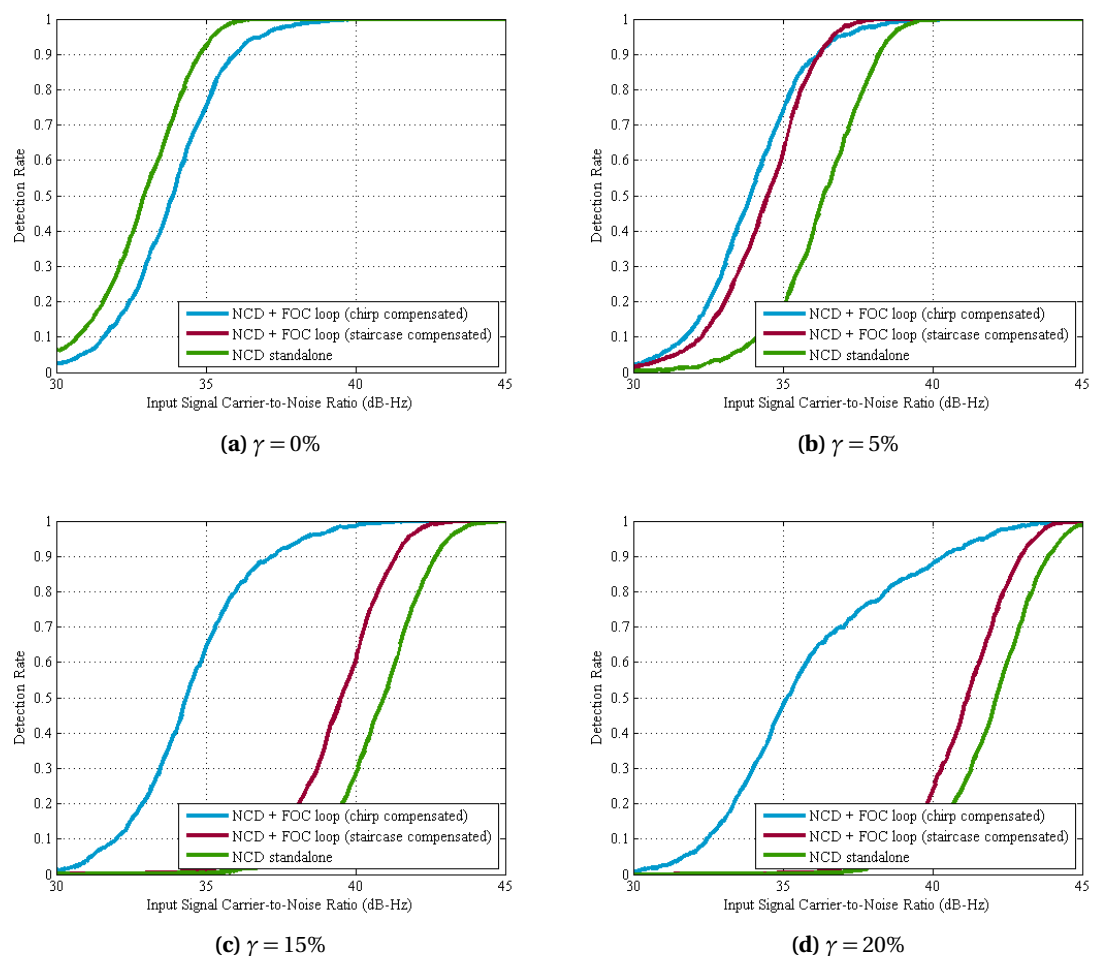 1
0.9
0.8
0.7
0.6
0.5
0.4
0.3
0.2
0.1
0
Detection Rate
NCD + FOC loop (chirp compensated)
NCD + FOC loop (staircase compensated)
NCD standalone
30 35 40 45
Input Signal Carrier-to-Noise Ratio (dB-Hz)
(a) γ = 0%
1
0.9
0.8
0.7
0.6
0.5
0.4
0.3
0.2
0.1
0
Detection Rate
NCD + FOC loop (chirp compensated)
NCD + FOC loop (staircase compensated)
NCD standalone
30 35 40 45
Input Signal Carrier-to-Noise Ratio (dB-Hz)
(b) γ = 5%
1
0.9
0.8
0.7
0.6
0.5
0.4
0.3
0.2
0.1
0
Detection Rate
NCD + FOC loop (chirp compensated)
NCD + FOC loop (staircase compensated)
NCD standalone
30 35 40 45
Input Signal Carrier-to-Noise Ratio (dB-Hz)
(c) γ = 15%
1
0.9
0.8
0.7
0.6
0.5
0.4
0.3
0.2
0.1
0
Detection Rate
NCD + FOC loop (chirp compensated)
NCD + FOC loop (staircase compensated)
NCD standalone
30 35 40 45
Input Signal Carrier-to-Noise Ratio (dB-Hz)
(d) γ = 20%